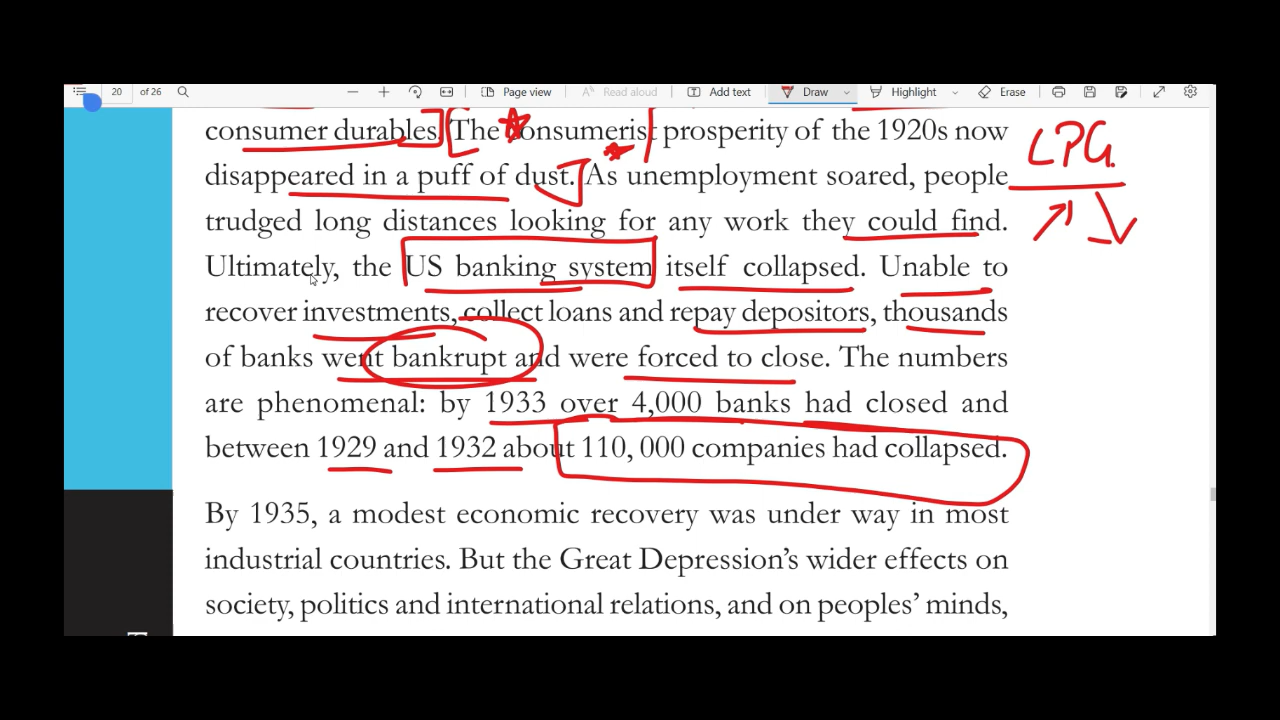 20 of 26 Page view Read aloud Add text Draw Highlight Erase
consumer durables. The consumerist prosperity of the 1920s now
disappeared in a puff of dust. As unemployment soared, people
LPG.
trudged long distances looking for any work they could find.
Ultimately, the US banking system itself collapsed. Unable to
recover investments, collect loans and repay depositors, thousands
of banks went bankrupt and were forced to close. The numbers
are phenomenal: by 1933 over 4,000 banks had closed and
between 1929 and 1932 about 110, 000 companies had collapsed.
By 1935, a modest economic recovery was under way in most
industrial countries. But the Great Depression’s wider effects on
society, politics and international relations, and on peoples’ minds,